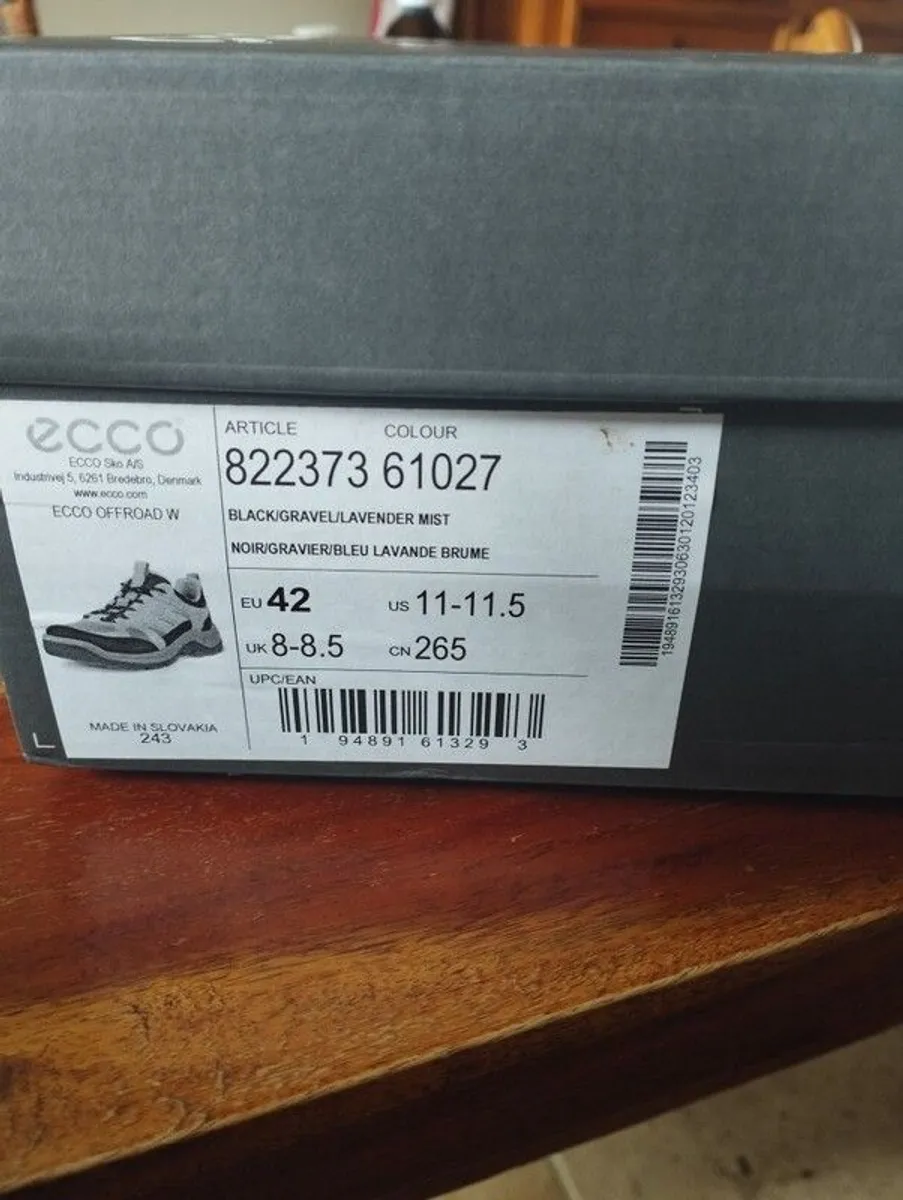 ecco
ECCO Sko A/S
Industrivej 5, 6261 Bredebro, Denmark
www.ecco.com
ECCO OFFROAD W
MADE IN SLOVAKIA
243
ARTICLE COLOUR
822373 61027
BLACK/GRAVEL/LAVENDER MIST
NOIR/GRAVIER/BLEU LAVANDE BRUME
EU 42 US 11-11.5
UK 8-8.5 CN 265
UPC/EAN
1 94891 61329 3
19489161329306301201234​03